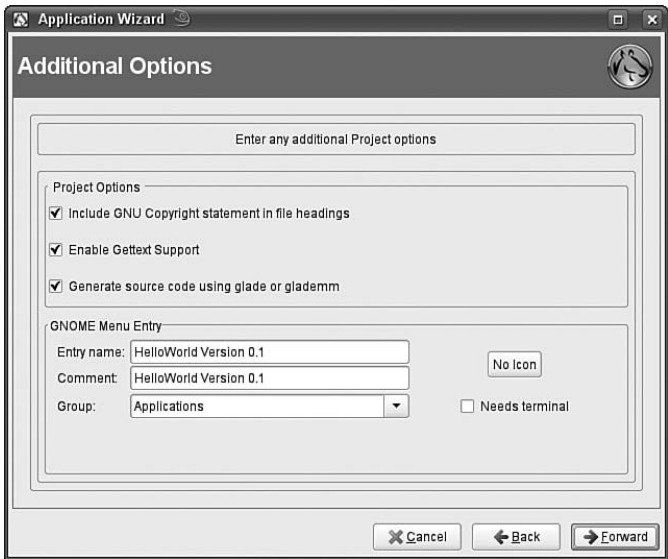 Application Wizard
Additional Options
Enter any additional Project options
Project Options
Include GNU Copyright statement in file headings
Enable Gettext Support
Generate source code using glade or glademm
GNOME Menu Entry
Entry name: HelloWorld Version 0.1
No Icon
Comment: HelloWorld Version 0.1
Group: Applications
Needs terminal
Cancel Back Forward